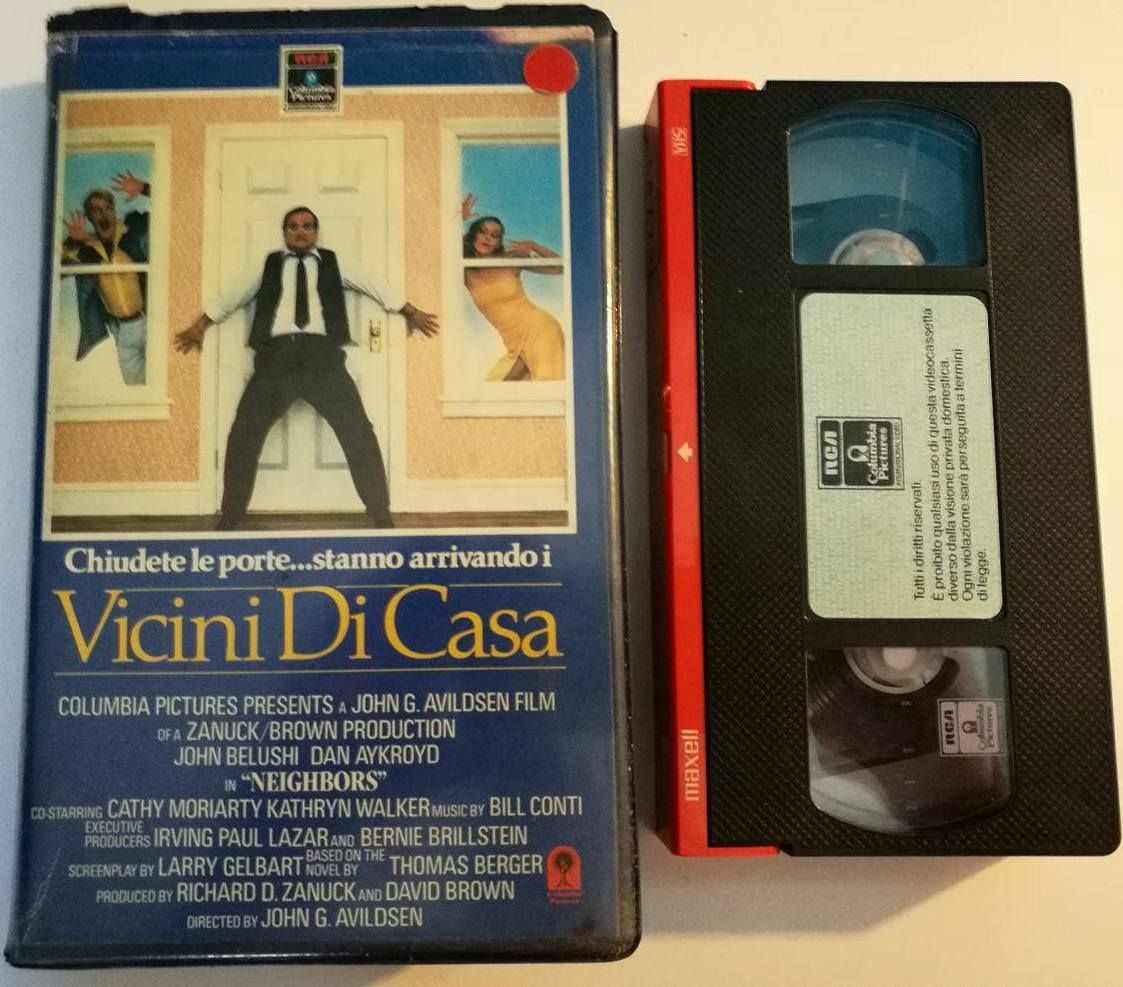 RCA
Columbia
Pictures
Chiudete le porte...stanno arrivando i
Vicini Di Casa
COLUMBIA PICTURES PRESENTS A JOHN G. AVILDSEN FILM
OF A ZANUCK/BROWN PRODUCTION
JOHN BELUSHI DAN AYKROYD
IN "NEIGHBORS"
CO-STARRING CATHY MORIARTY KATHRYN WALKER MUSIC BY BILL CONTI
EXECUTIVE PRODUCERS IRVING PAUL LAZAR AND BERNIE BRILLSTEIN
SCREENPLAY BY LARRY GELBART BASED ON THE NOVEL BY THOMAS BERGER
PRODUCED BY RICHARD D. ZANUCK AND DAVID BROWN
DIRECTED BY JOHN G. AVILDSEN
Columbia
Pictures
VHS
maxell
RCA
Columbia
Pictures
INTERNATIONAL VIDEO
Tutti i diritti riservati.
È proibito qualsiasi uso di questa videocassetta
diverso dalla visione privata domestica.
Ogni violazione sarà perseguita a termini
di legge.
RCA
Columbia
Pictures